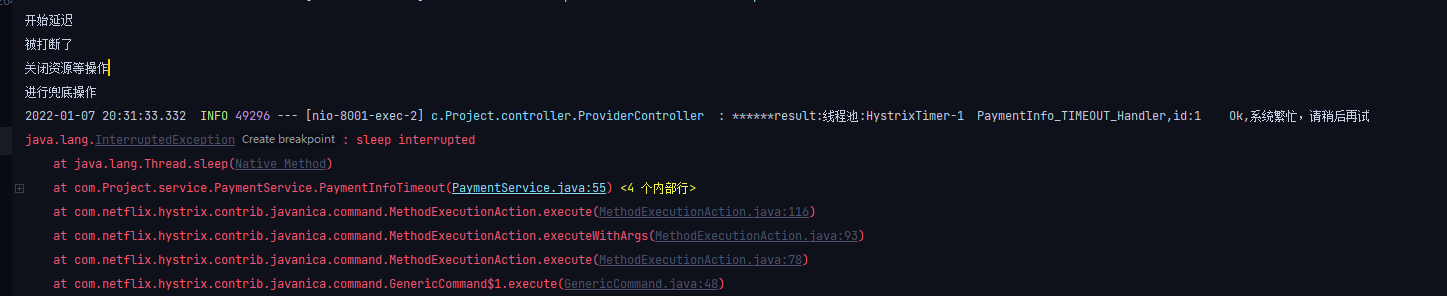 开始延迟
被打断了
关闭资源等操作
进行兜底操作
2022-01-07 20:31:33.332  INFO 49296 --- [nio-8001-exec-2] c.Project.controller.ProviderController  : ******result:线程池:HystrixTimer-1  PaymentInfo_TIMEOUT_Handler,id:1    Ok,系统繁忙，请稍后再试
java.lang.InterruptedException Create breakpoint : sleep interrupted
    at java.lang.Thread.sleep(Native Method)
    at com.Project.service.PaymentService.PaymentInfoTimeout(PaymentService.java:55) <4 个内部行>
    at com.netflix.hystrix.contrib.javanica.command.MethodExecutionAction.execute(MethodExecutionAction.java:116)
    at com.netflix.hystrix.contrib.javanica.command.MethodExecutionAction.executeWithArgs(MethodExecutionAction.java:93)
    at com.netflix.hystrix.contrib.javanica.command.MethodExecutionAction.execute(MethodExecutionAction.java:78)
    at com.netflix.hystrix.contrib.javanica.command.GenericCommand$1.execute(GenericCommand.java:48)